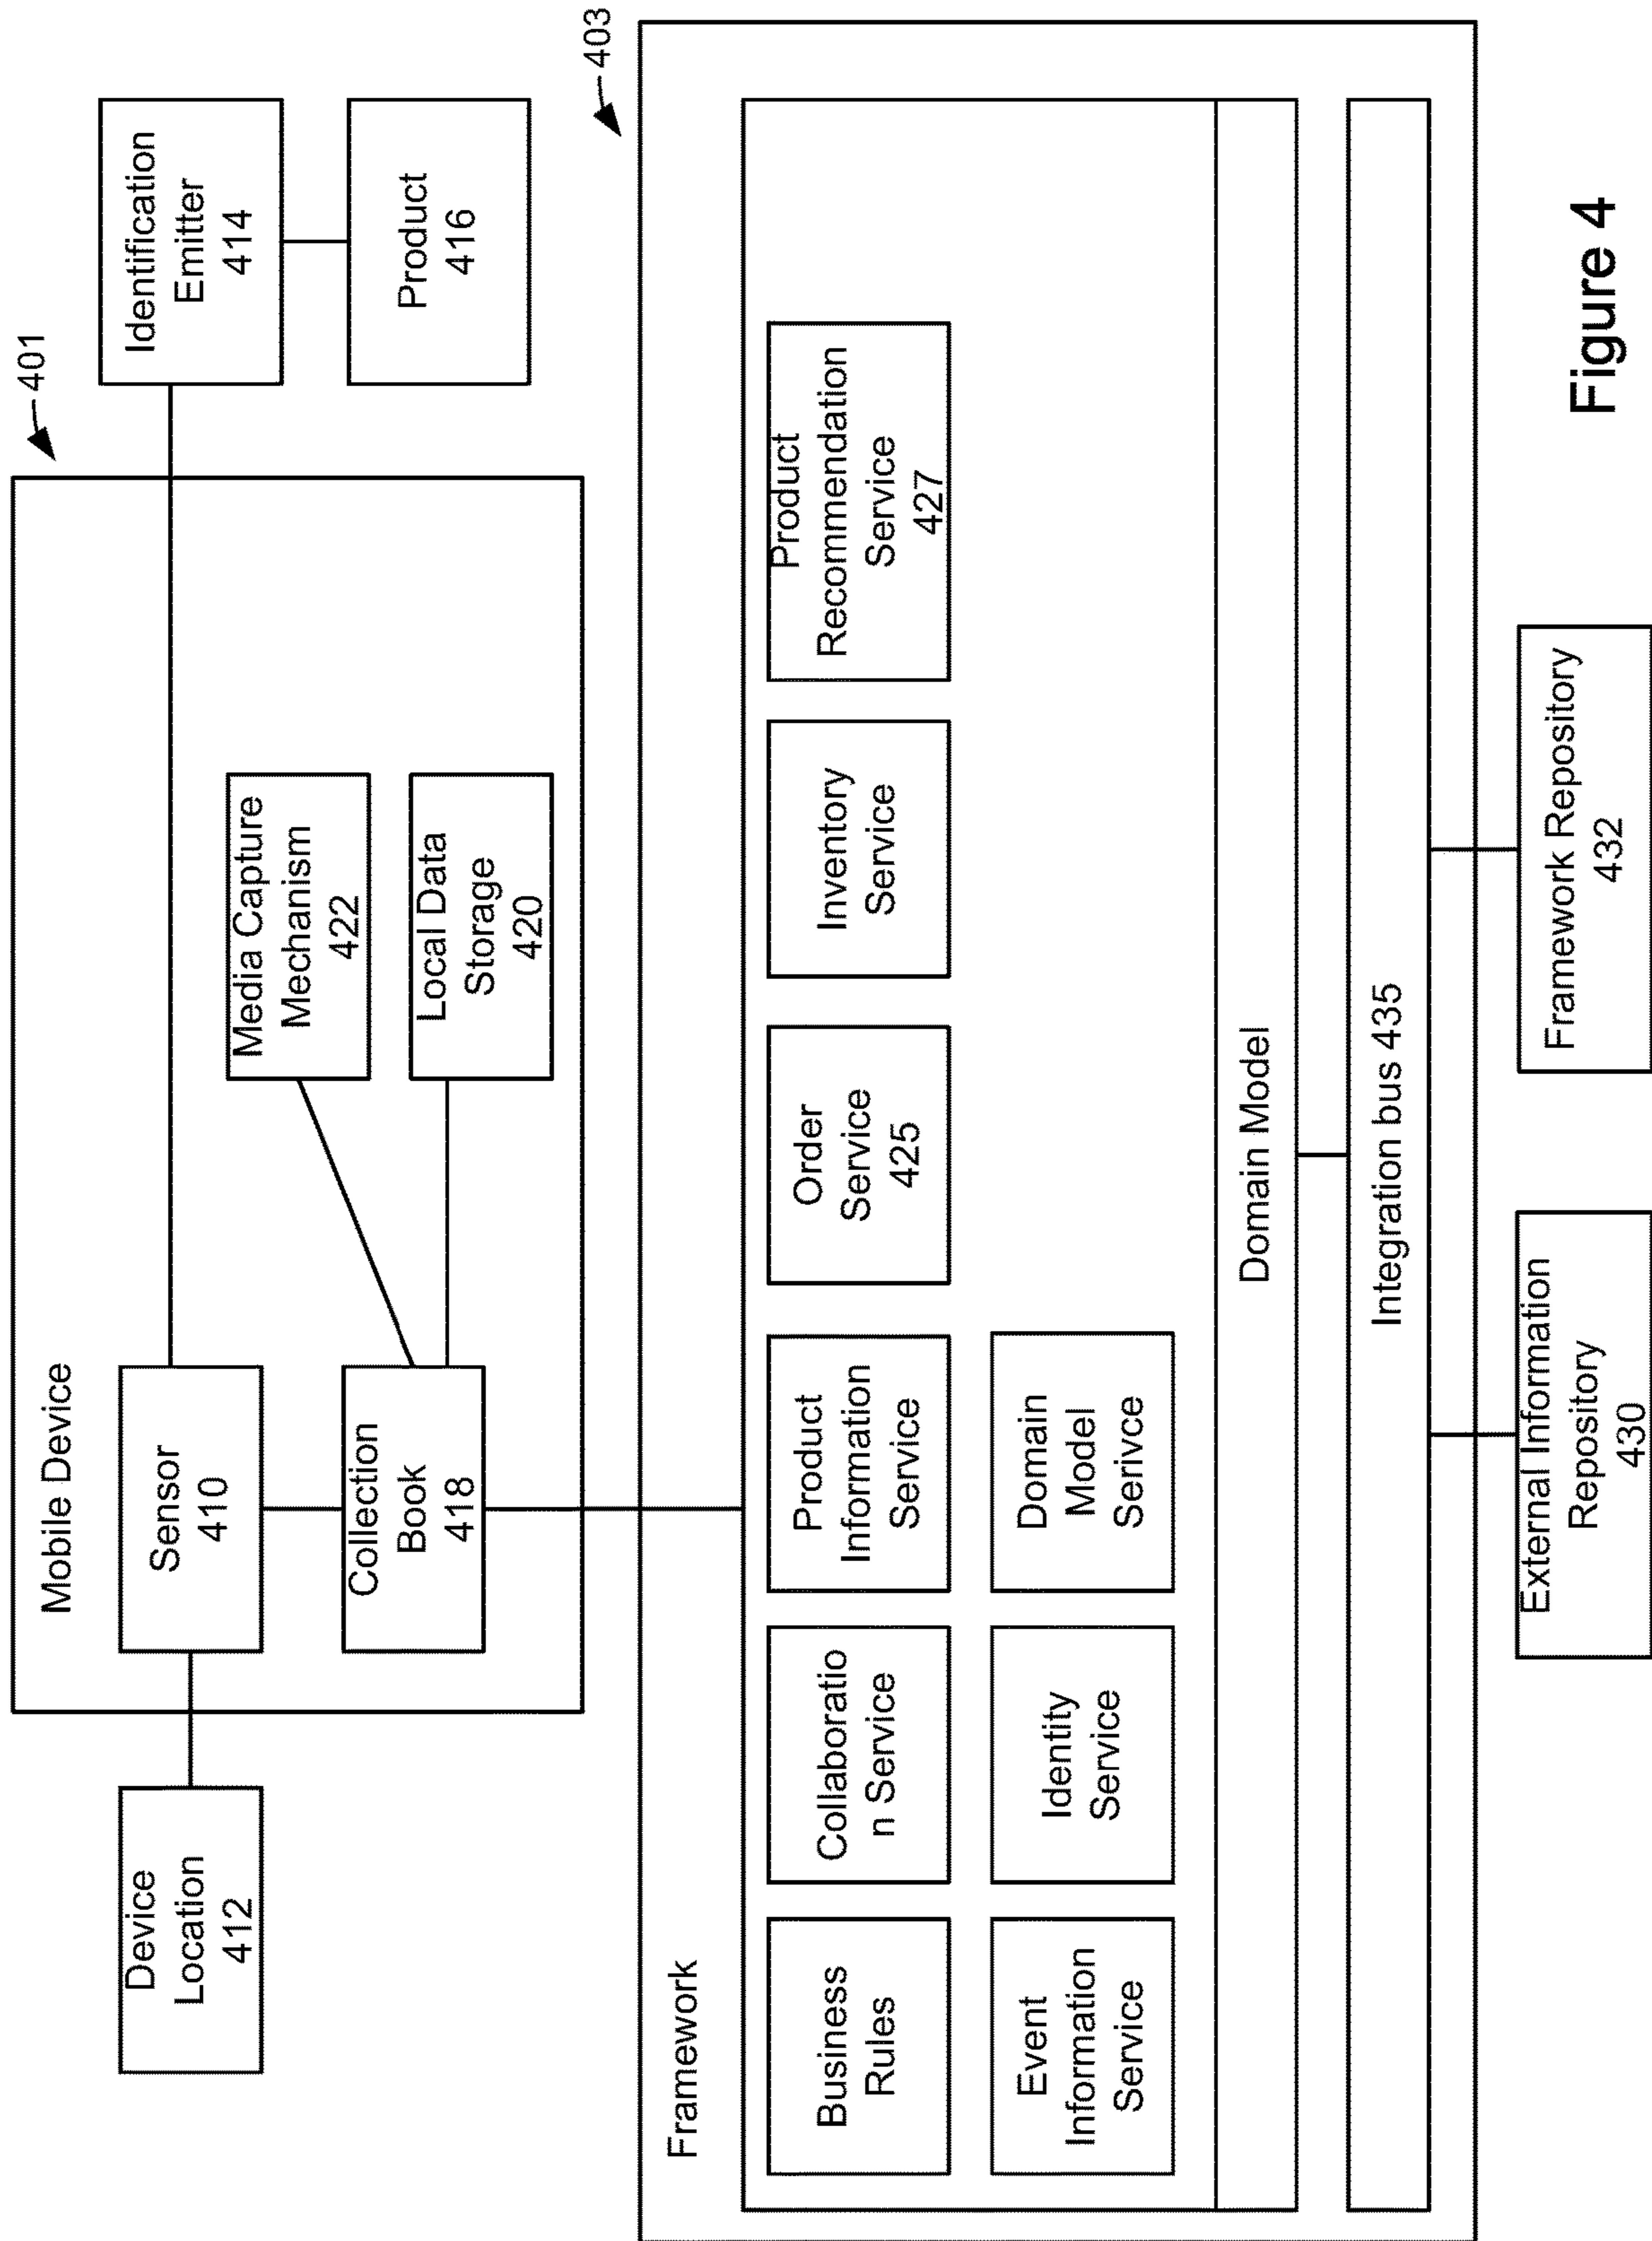 401
Mobile Device
Device
Location
412
Sensor
410
Identification
Emitter
414
Product
416
Collection
Book
418
Media Capture
Mechanism
422
Local Data
Storage
420
403
Framework
Business
Rules
Collaboratio
n Service
Product
Information
Service
Order
Service
425
Inventory
Service
Product
Recommendation
Service
427
Event
Information
Service
Identity
Service
Domain
Model
Serivce
Domain Model
Integration bus 435
External Information
Repository
430
Framework Repository
432
Figure 4